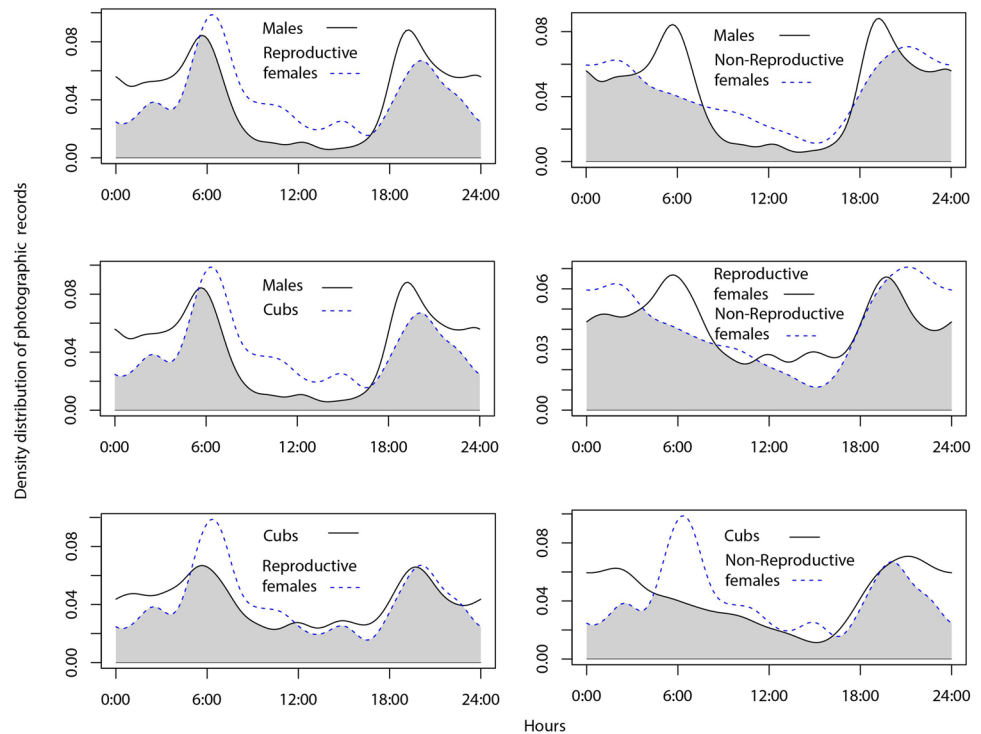 Density distribution of photographic records
0.00 0.04 0.08
Males
Reproductive
females
0:00 6:00 12:00 18:00 24:00
0.00 0.04 0.08
Males
Non-Reproductive
females
0:00 6:00 12:00 18:00 24:00
0.00 0.04 0.08
Males
Cubs
0:00 6:00 12:00 18:00 24:00
0.00 0.03 0.06
Reproductive
females
Non-Reproductive
females
0:00 6:00 12:00 18:00 24:00
0.00 0.04 0.08
Cubs
Reproductive
females
0:00 6:00 12:00 18:00 24:00
0.00 0.04 0.08
Cubs
Non-Reproductive
females
0:00 6:00 12:00 18:00 24:00
Hours